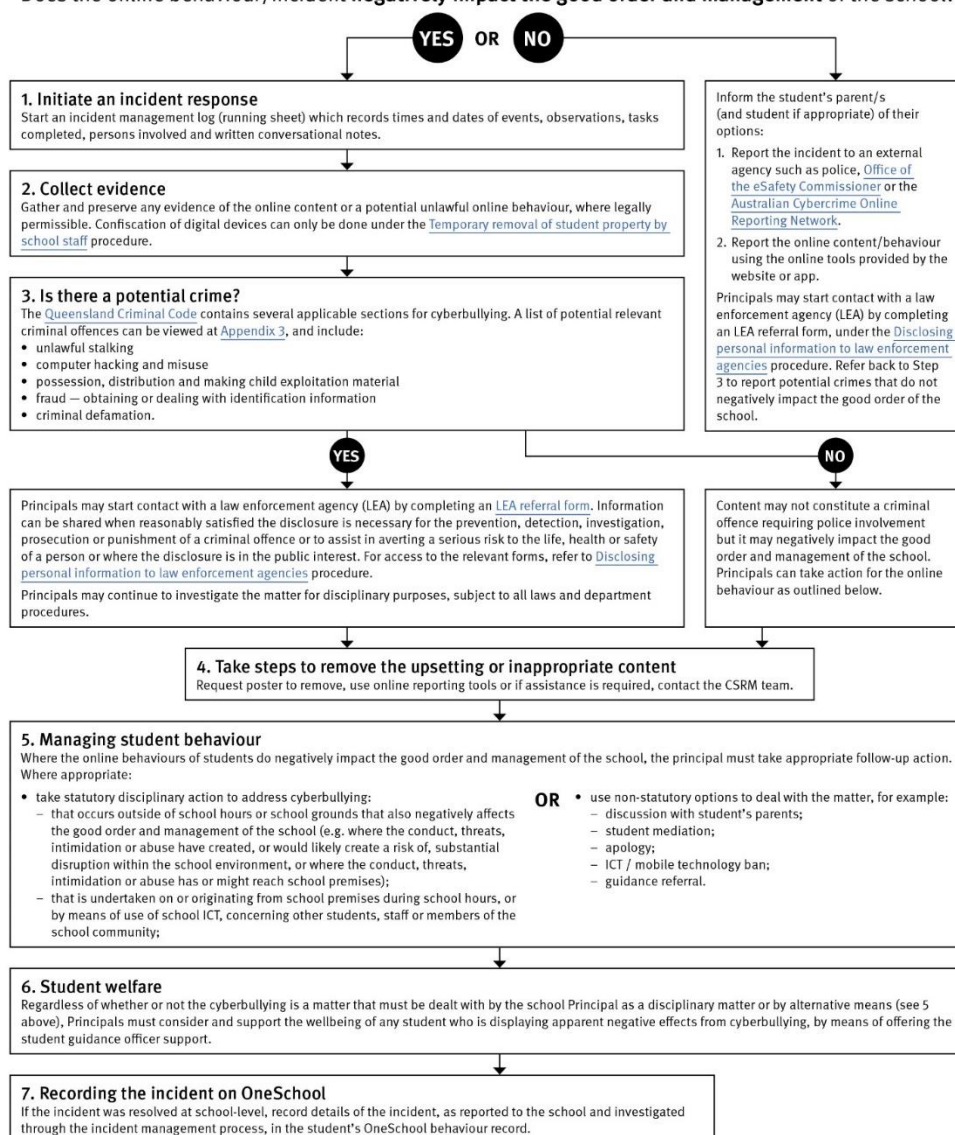 Does the online behaviour/incident negatively impact the good order and management of the school?
YES OR NO
1. Initiate an incident response
Start an incident management log (running sheet) which records times and dates of events, observations, tasks
completed, persons involved and written conversational notes.
2. Collect evidence
Gather and preserve any evidence of the online content or a potential unlawful online behaviour, where legally
permissible. Confiscation of digital devices can only be done under the Temporary removal of student property by
school staff procedure.
3. Is there a potential crime?
The Queensland Criminal Code contains several applicable sections for cyberbullying. A list of potential relevant
criminal offences can be viewed at Appendix 3, and include:
• unlawful stalking
• computer hacking and misuse
• possession, distribution and making child exploitation material
• fraud — obtaining or dealing with identification information
• criminal defamation.
Inform the student's parent/s
(and student if appropriate) of their
options:
1. Report the incident to an external
agency such as police, Office of
the eSafety Commissioner or the
Australian Cybercrime Online
Reporting Network.
2. Report the online content/behaviour
using the online tools provided by the
website or app.
Principals may start contact with a law
enforcement agency (LEA) by completing
an LEA referral form, under the Disclosing
personal information to law enforcement
agencies procedure. Refer back to Step
3 to report potential crimes that do not
negatively impact the good order of the
school.
YES
NO
Principals may start contact with a law enforcement agency (LEA) by completing an LEA referral form. Information
can be shared when reasonably satisfied the disclosure is necessary for the prevention, detection, investigation,
prosecution or punishment of a criminal offence or to assist in averting a serious risk to the life, health or safety
of a person or where the disclosure is in the public interest. For access to the relevant forms, refer to Disclosing
personal information to law enforcement agencies procedure.
Principals may continue to investigate the matter for disciplinary purposes, subject to all laws and department
procedures.
Content may not constitute a criminal
offence requiring police involvement
but it may negatively impact the good
order and management of the school.
Principals can take action for the online
behaviour as outlined below.
4. Take steps to remove the upsetting or inappropriate content
Request poster to remove, use online reporting tools or if assistance is required, contact the CSRM team.
5. Managing student behaviour
Where the online behaviours of students do negatively impact the good order and management of the school, the principal must take appropriate follow-up action.
Where appropriate:
• take statutory disciplinary action to address cyberbullying:
– that occurs outside of school hours or school grounds that also negatively affects
the good order and management of the school (e.g. where the conduct, threats,
intimidation or abuse have created, or would likely create a risk of, substantial
disruption within the school environment, or where the conduct, threats,
intimidation or abuse has or might reach school premises);
– that is undertaken on or originating from school premises during school hours, or
by means of use of school ICT, concerning other students, staff or members of the
school community;
OR
• use non-statutory options to deal with the matter, for example:
– discussion with student's parents;
– student mediation;
– apology;
– ICT / mobile technology ban;
– guidance referral.
6. Student welfare
Regardless of whether or not the cyberbullying is a matter that must be dealt with by the school Principal as a disciplinary matter or by alternative means (see 5
above), Principals must consider and support the wellbeing of any student who is displaying apparent negative effects from cyberbullying, by means of offering the
student guidance officer support.
7. Recording the incident on OneSchool
If the incident was resolved at school-level, record details of the incident, as reported to the school and investigated
through the incident management process, in the student's OneSchool behaviour record.